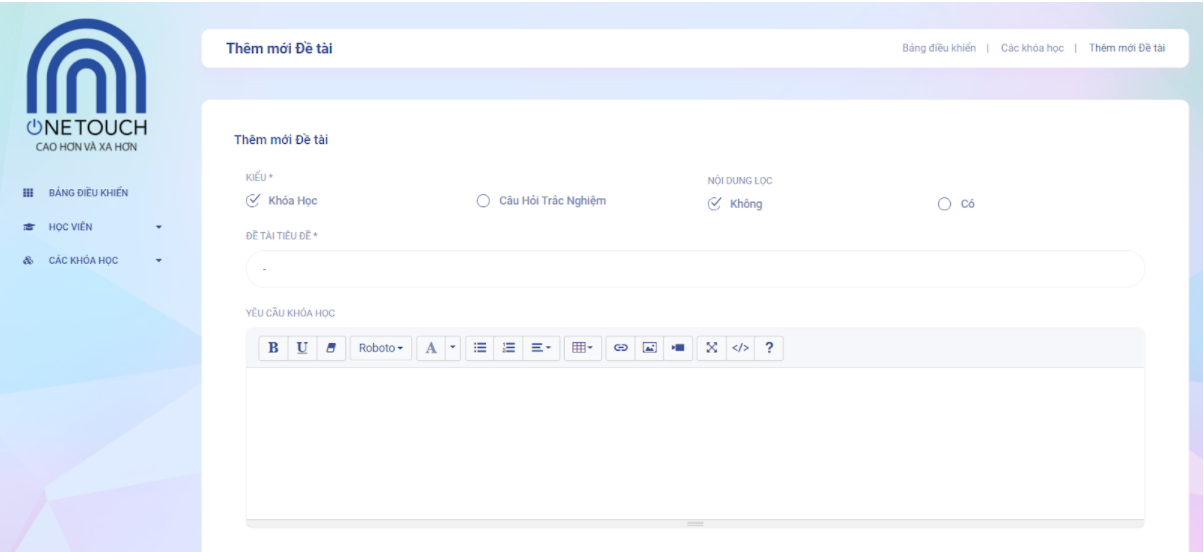 ONETOUCH
CAO HƠN VÀ XA HƠN
BẢNG ĐIỀU KHIỂN
HỌC VIÊN
CÁC KHÓA HỌC
Thêm mới Đề tài
Bảng điều khiển | Các khóa học | Thêm mới Đề tài
Thêm mới Đề tài
KIỂU *
Khóa Học
Câu Hỏi Trắc Nghiệm
NỘI DUNG LỌC
Không
Có
ĐỀ TÀI TIÊU ĐỀ *
-
YÊU CẦU KHÓA HỌC
B U Roboto A </> ?